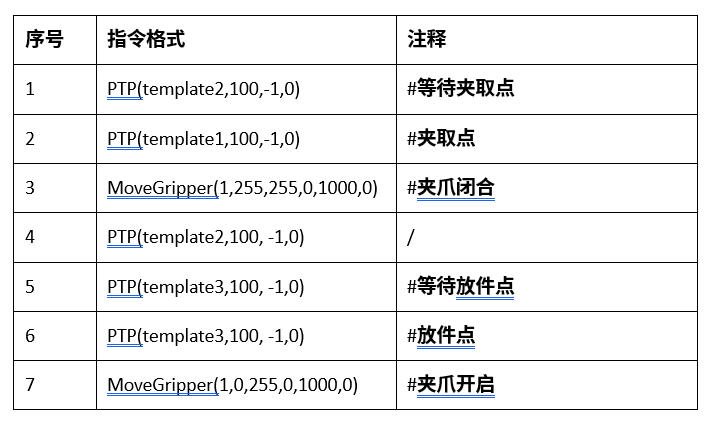 序号 指令格式 注释
1 PTP(template2,100,-1,0) #等待夹取点
2 PTP(template1,100,-1,0) #夹取点
3 MoveGripper(1,255,255,0,1000,0) #夹爪闭合
4 PTP(template2,100, -1,0) /
5 PTP(template3,100, -1,0) #等待放件点
6 PTP(template3,100, -1,0) #放件点
7 MoveGripper(1,0,255,0,1000,0) #夹爪开启